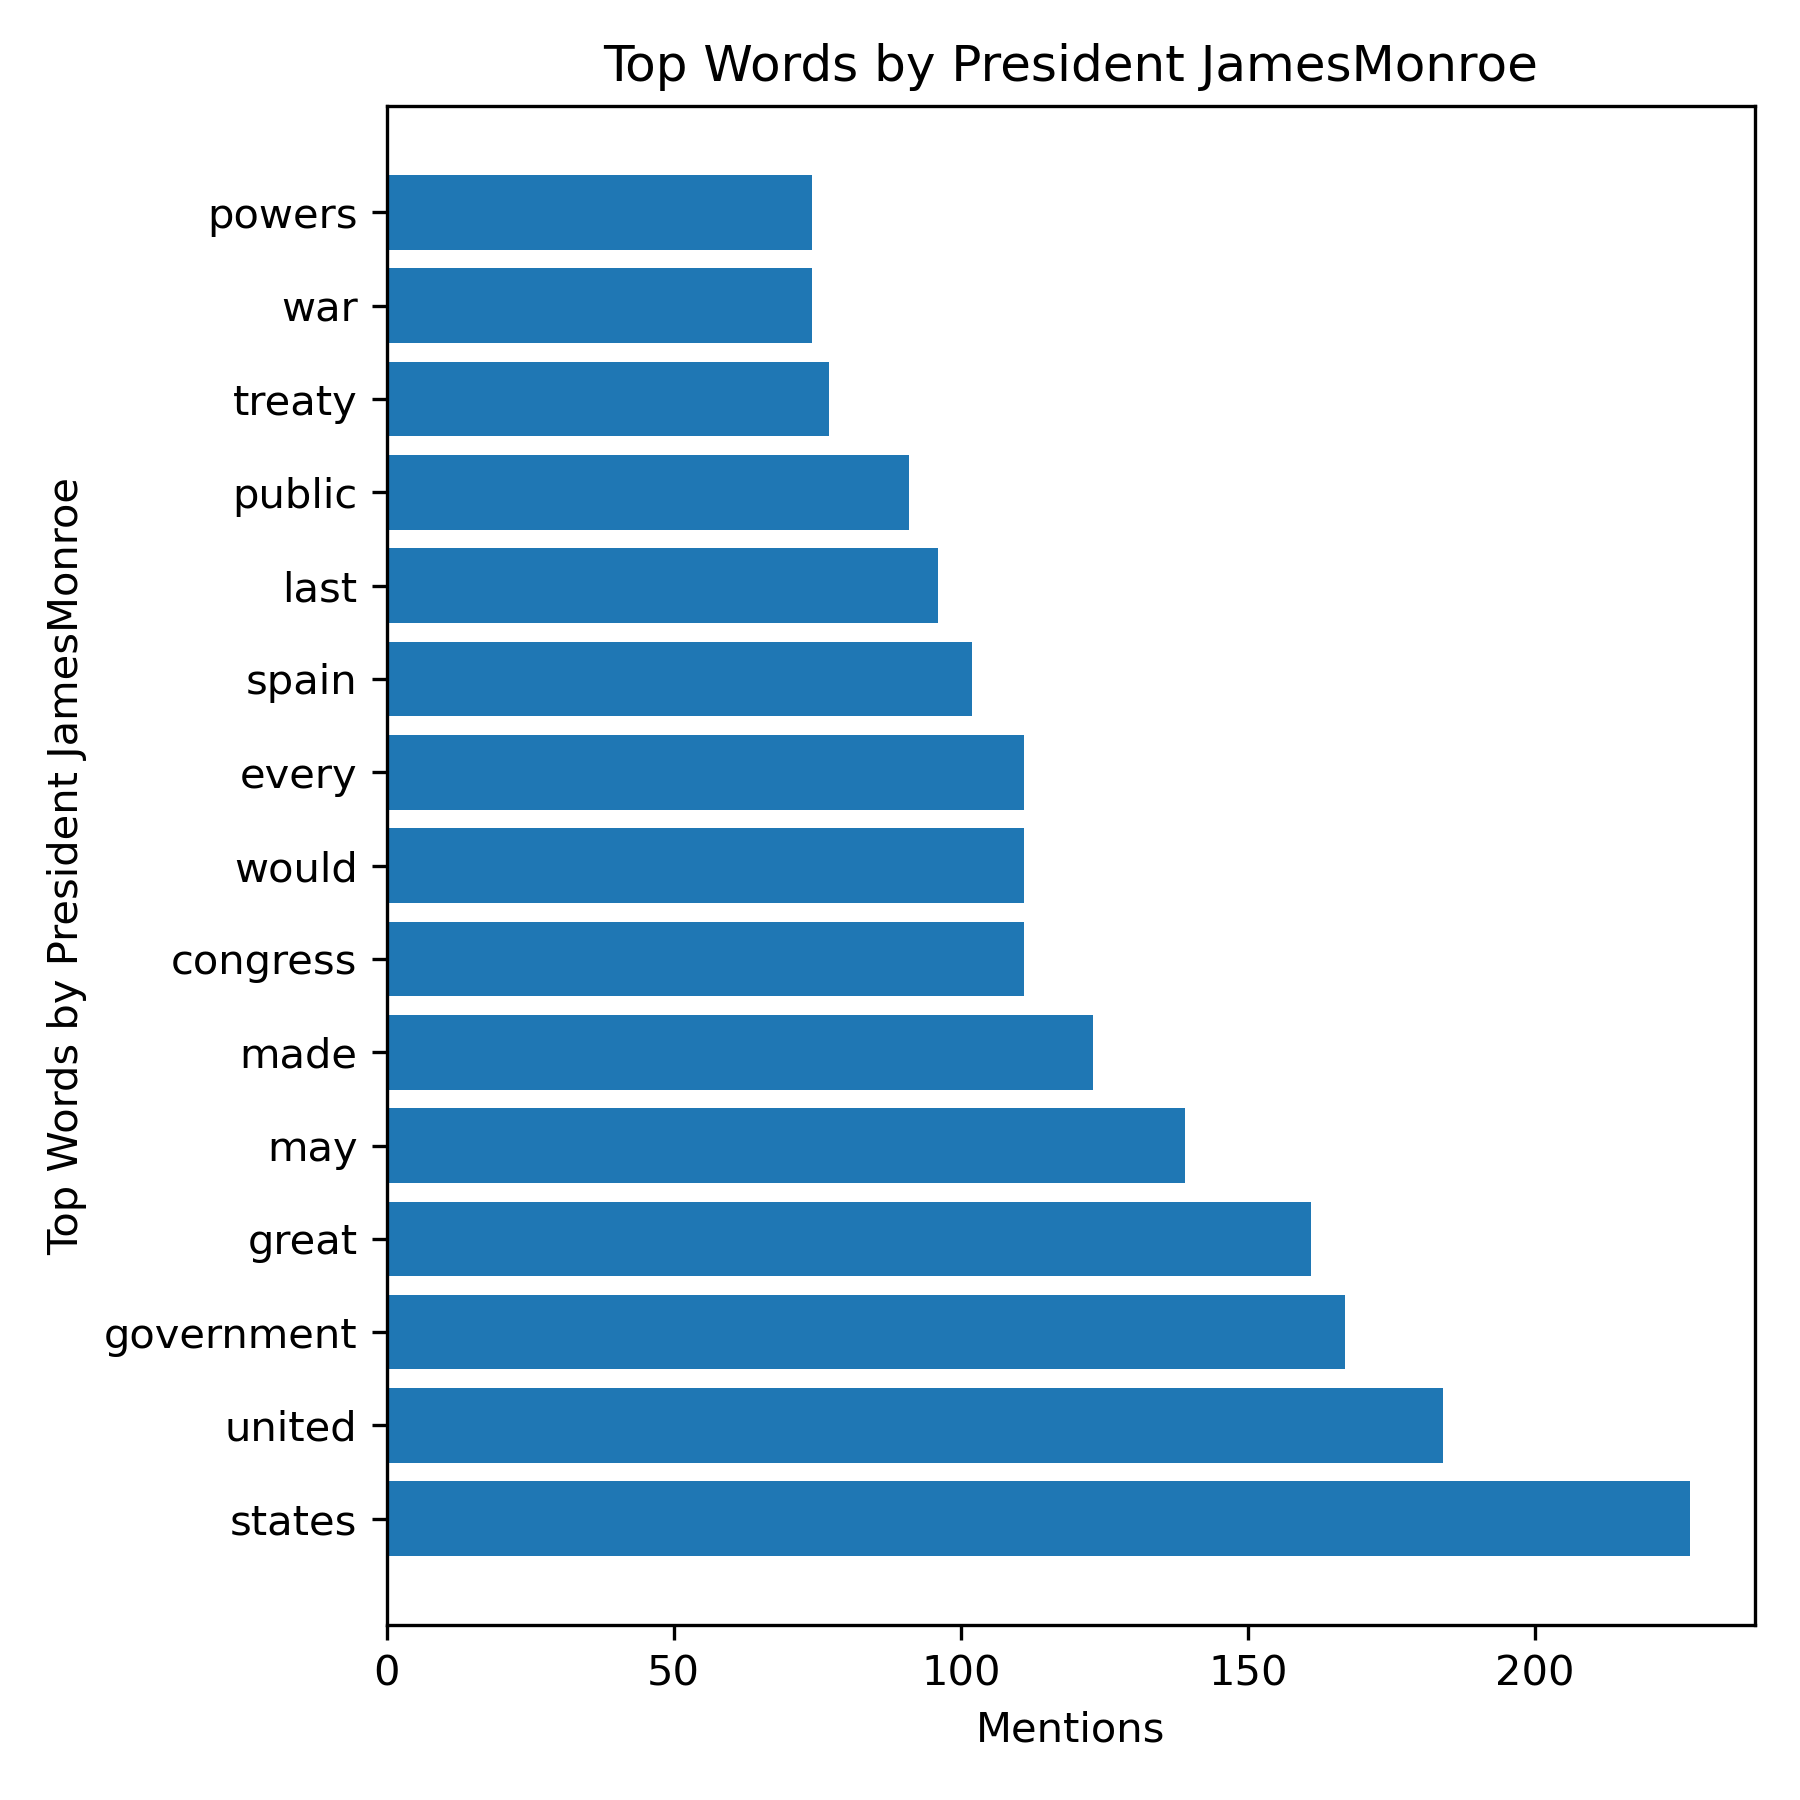 Top Words by President JamesMonroe
Top Words by President JamesMonroe
powers
war
treaty
public
last
spain
every
would
congress
made
may
great
government
united
states
0 50 100 150 200
Mentions